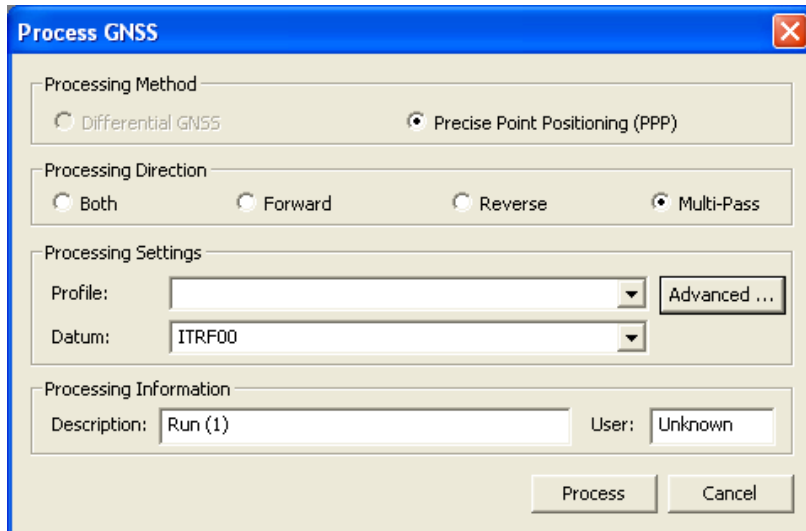 Process GNSS
Processing Method
Differential GNSS Precise Point Positioning (PPP)
Processing Direction
Both Forward Reverse Multi-Pass
Processing Settings
Profile: Advanced ...
Datum: ITRF00
Processing Information
Description: Run (1) User: Unknown
Process Cancel